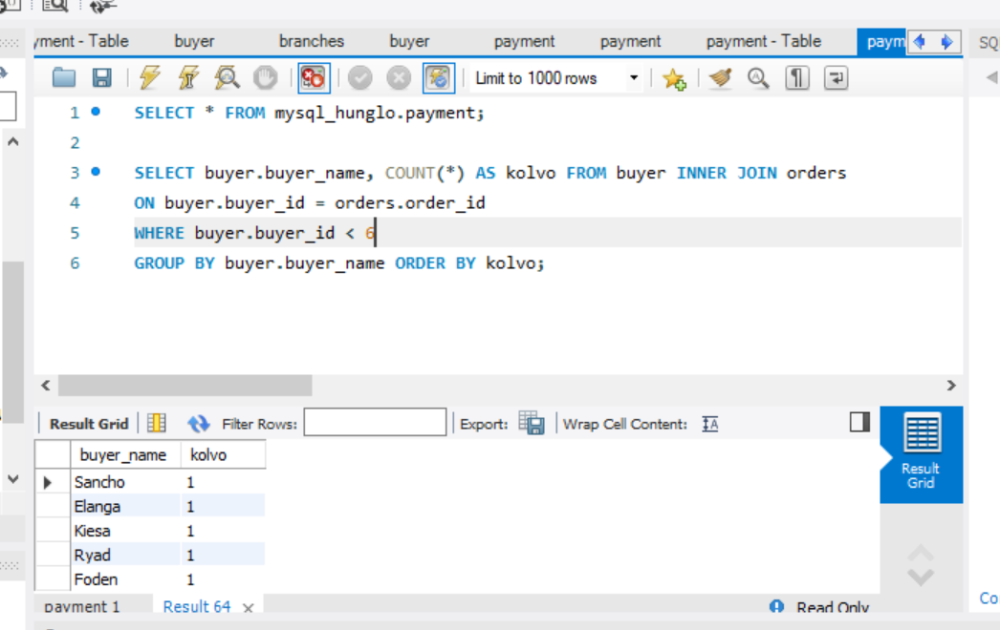 yment - Table buyer branches buyer payment payment payment - Table paym SQ
Limit to 1000 rows
1 SELECT * FROM mysql_hunglo.payment;
2
3 SELECT buyer.buyer_name, COUNT(*) AS kolvo FROM buyer INNER JOIN orders
4 ON buyer.buyer_id = orders.order_id
5 WHERE buyer.buyer_id < 6
6 GROUP BY buyer.buyer_name ORDER BY kolvo;
Result Grid Filter Rows: Export: Wrap Cell Content: IA
buyer_name kolvo
Sancho 1
Elanga 1
Kiesa 1
Ryad 1
Foden 1
Result
Grid
payment 1 Result 64 × Read Only
Co